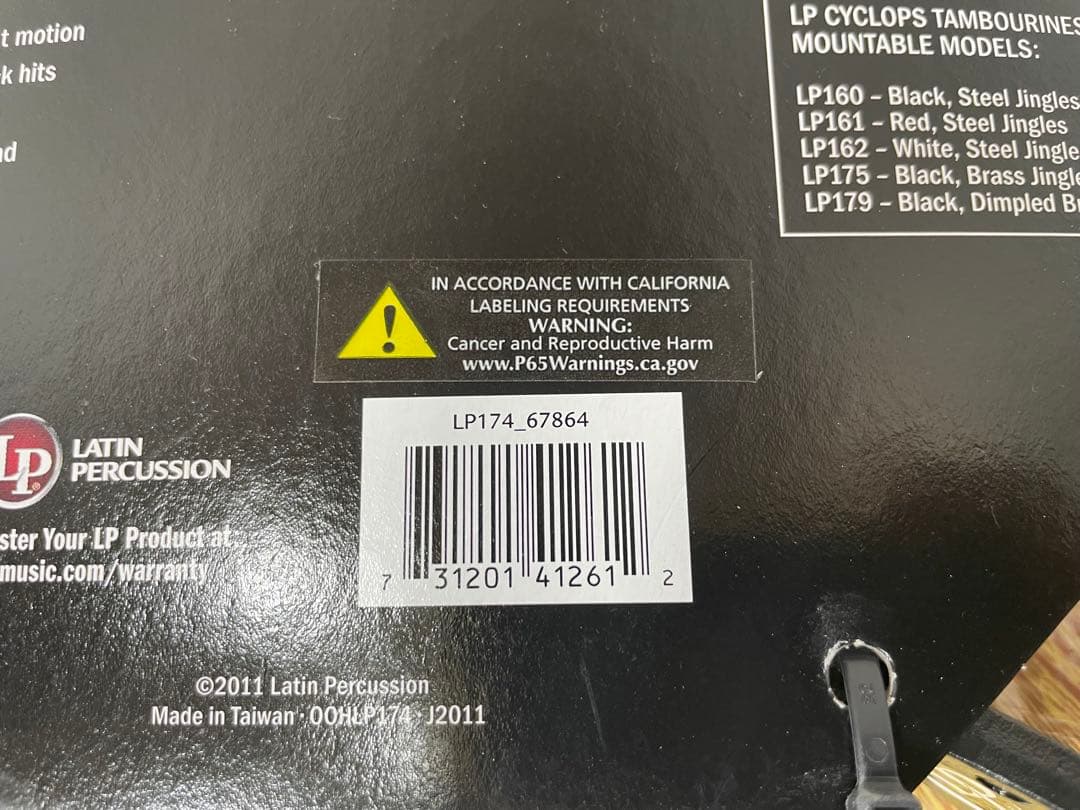 t motion
k hits
nd
LP CYCLOPS TAMBOURINES
MOUNTABLE MODELS:
LP160 – Black, Steel Jingles
LP161 – Red, Steel Jingles
LP162 – White, Steel Jingle
LP175 – Black, Brass Jingle
LP179 – Black, Dimpled Br
IN ACCORDANCE WITH CALIFORNIA
LABELING REQUIREMENTS
WARNING:
Cancer and Reproductive Harm
www.P65Warnings.ca.gov
LP174_67864
7 31201 41261 2
LP®
LATIN
PERCUSSION
ster Your LP Product at
music.com/warranty
©2011 Latin Percussion
Made in Taiwan · OOHLP174 · J2011